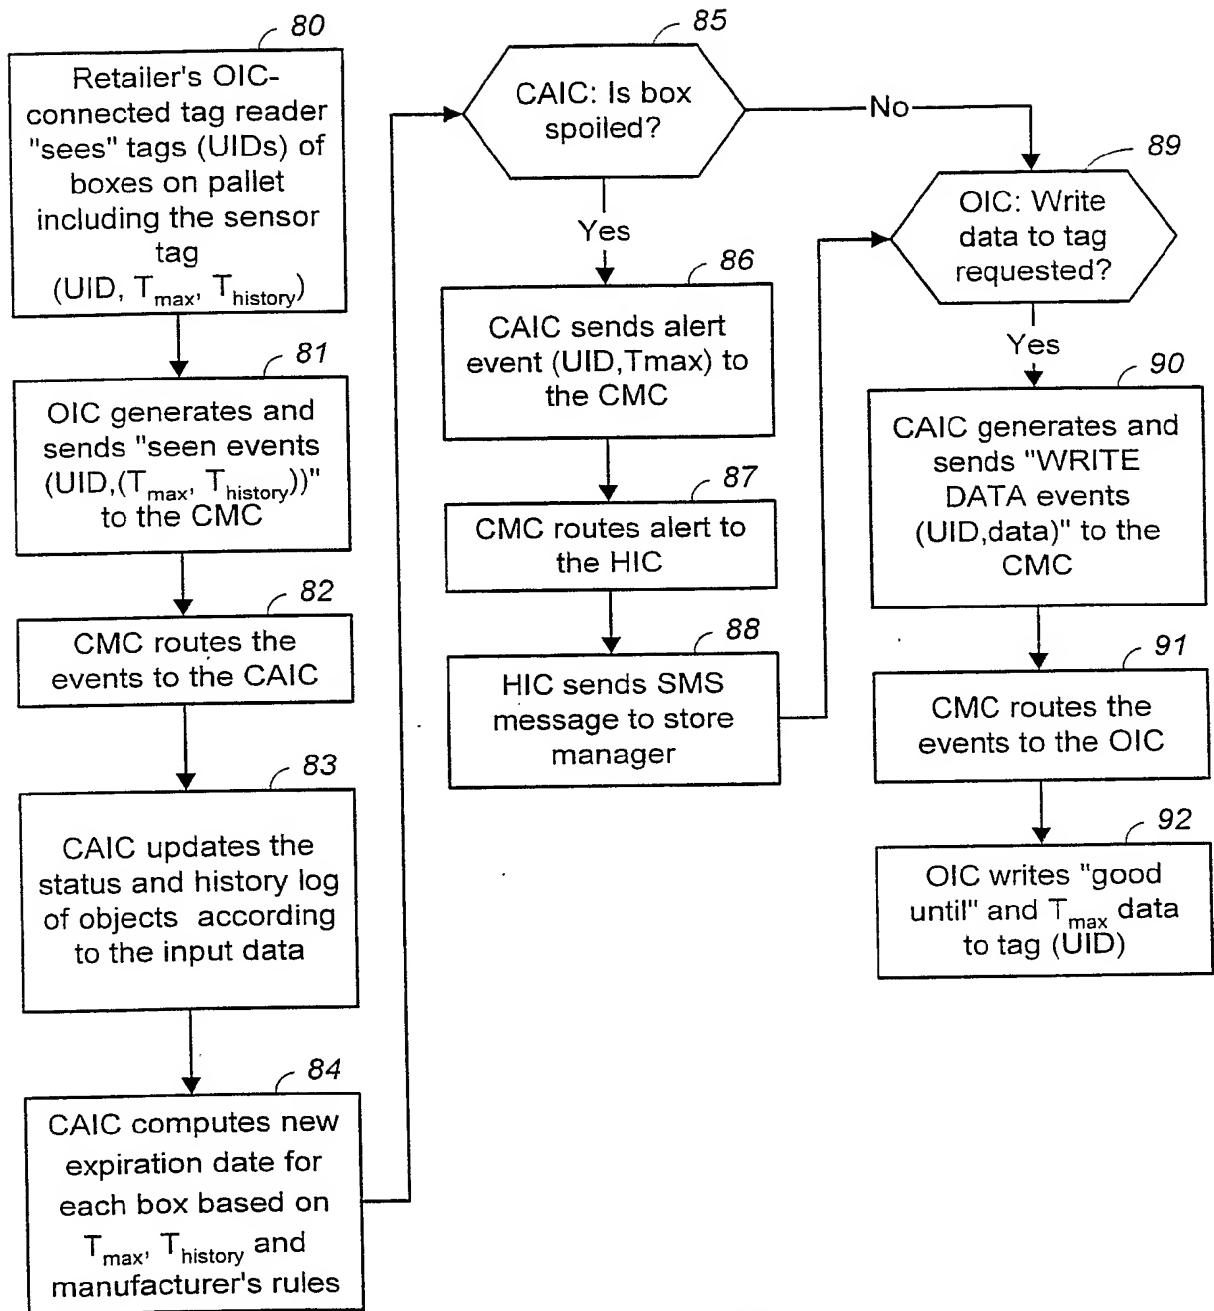 80
Retailer's OIC-
connected tag reader
"sees" tags (UIDs) of
boxes on pallet
including the sensor
tag
(UID, Tmax, Thistory)
81
OIC generates and
sends "seen events
(UID,(Tmax, Thistory))"
to the CMC
82
CMC routes the
events to the CAIC
83
CAIC updates the
status and history log
of objects according
to the input data
84
CAIC computes new
expiration date for
each box based on
Tmax, Thistory and
manufacturer's rules
85
CAIC: Is box
spoiled?
No
Yes
86
CAIC sends alert
event (UID,Tmax) to
the CMC
87
CMC routes alert to
the HIC
88
HIC sends SMS
message to store
manager
89
OIC: Write
data to tag
requested?
Yes
90
CAIC generates and
sends "WRITE
DATA events
(UID,data)" to the
CMC
91
CMC routes the
events to the OIC
92
OIC writes "good
until" and Tmax data
to tag (UID)